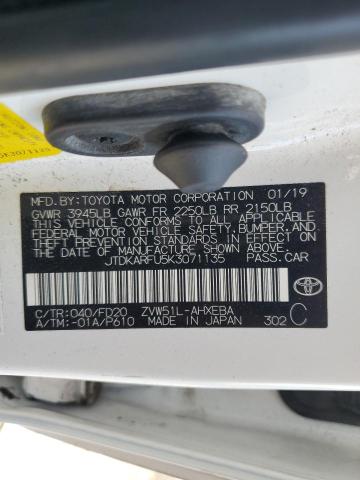 5K3071135
MFD.BY:TOYOTA MOTOR CORPORATION 01/19
GVWR 3945LB GAWR FR 2250LB RR 2150LB
THIS VEHICLE CONFORMS TO ALL APPLICABLE
FEDERAL MOTOR VEHICLE SAFETY, BUMPER, AND
THEFT PREVENTION STANDARDS IN EFFECT ON
THE DATE OF MANUFACTURE SHOWN ABOVE.
JTDKARFU5K3071135 PASS.CAR
C/TR:040/FD20 ZVW51L-AHXEBA
A/TM:-01A/P610 MADE IN JAPAN 302 C
TOYOTA